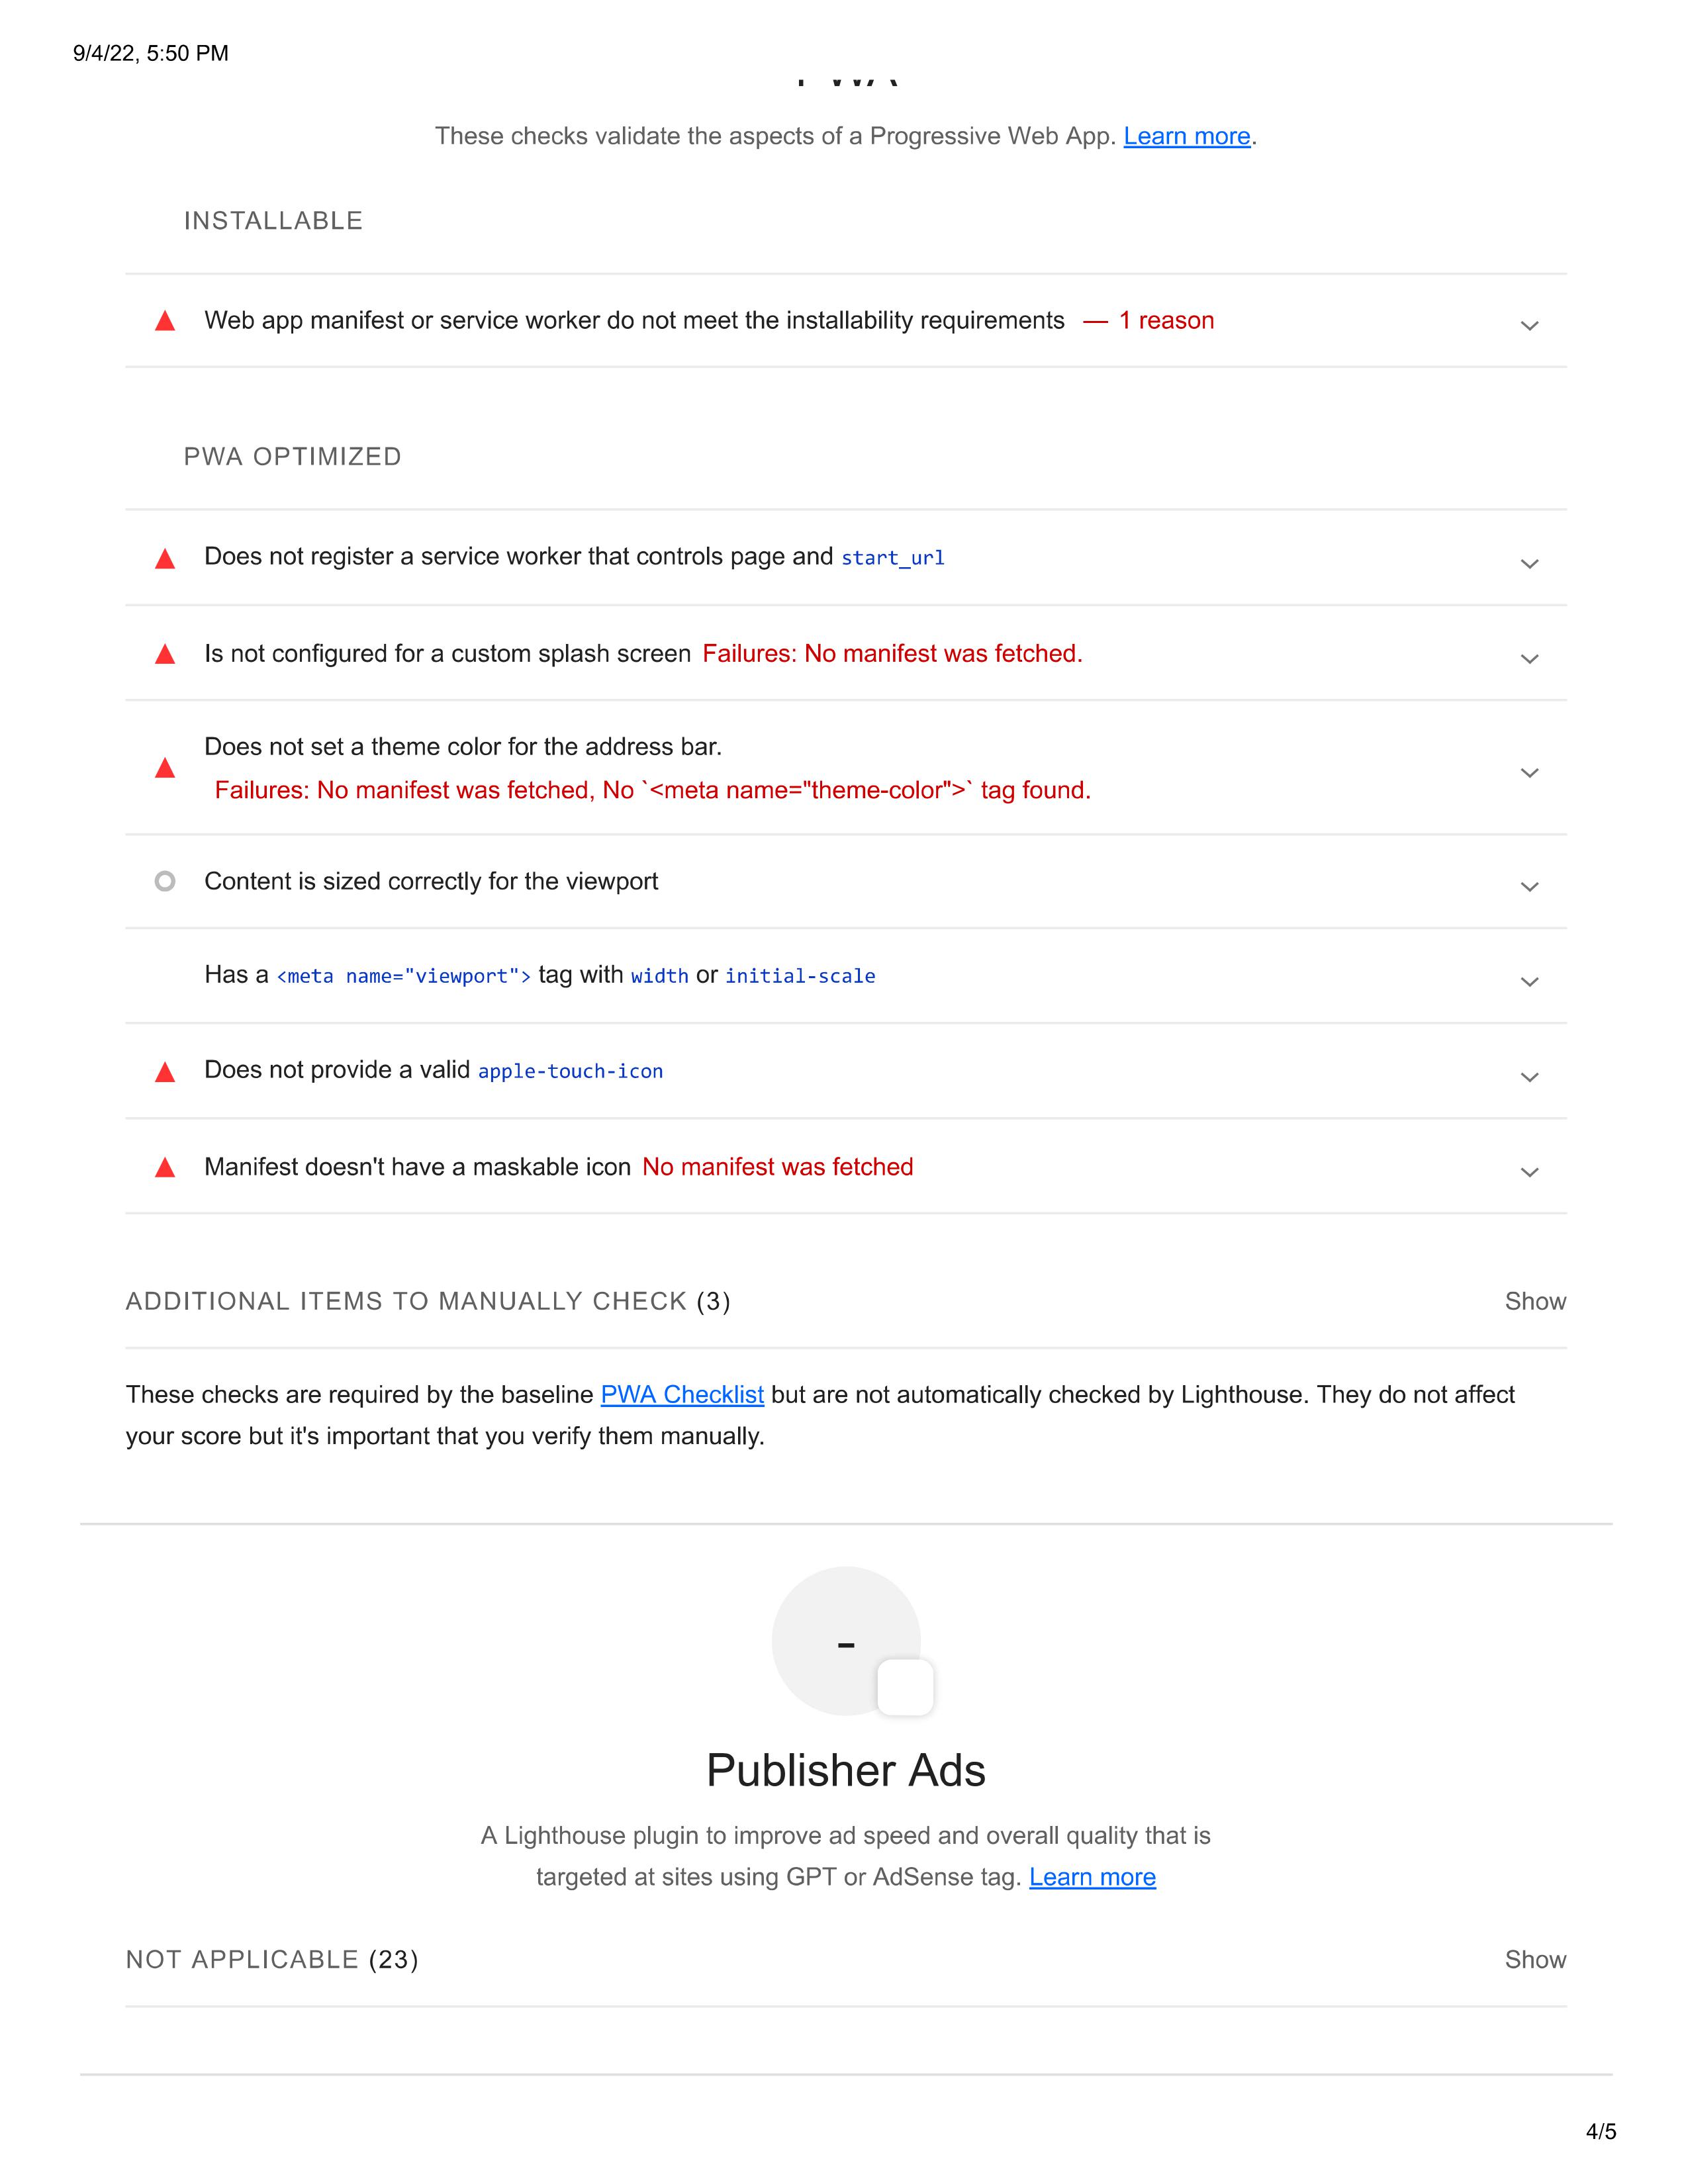 9/4/22, 5:50 PM
PWA
These checks validate the aspects of a Progressive Web App. Learn more.
INSTALLABLE
Web app manifest or service worker do not meet the installability requirements — 1 reason
PWA OPTIMIZED
Does not register a service worker that controls page and start_url
Is not configured for a custom splash screen Failures: No manifest was fetched.
Does not set a theme color for the address bar.
Failures: No manifest was fetched, No `<meta name="theme-color">` tag found.
Content is sized correctly for the viewport
Has a <meta name="viewport"> tag with width or initial-scale
Does not provide a valid apple-touch-icon
Manifest doesn't have a maskable icon No manifest was fetched
ADDITIONAL ITEMS TO MANUALLY CHECK (3) Show
These checks are required by the baseline PWA Checklist but are not automatically checked by Lighthouse. They do not affect
your score but it's important that you verify them manually.
-
Publisher Ads
A Lighthouse plugin to improve ad speed and overall quality that is
targeted at sites using GPT or AdSense tag. Learn more
NOT APPLICABLE (23) Show
4/5